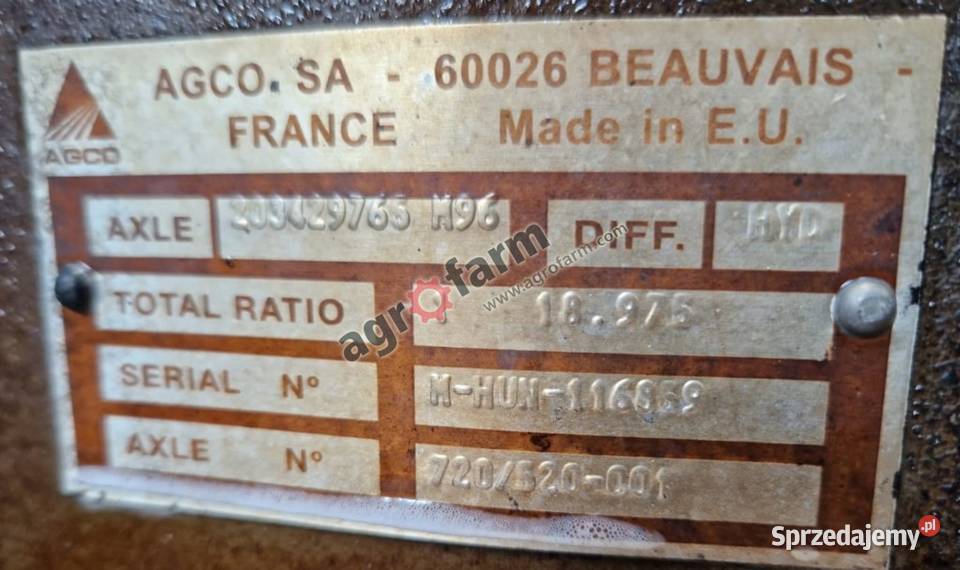 AGCO. SA - 60026 BEAUVAIS -
FRANCE Made in E.U.
AGCO
AXLE M96 DIFF. HYD
TOTAL RATIO 18.975
SERIAL N° M-HUN-116859
AXLE N° 720/520-001
agrofarm
www.agrofarm.com
Sprzedajemy.pl